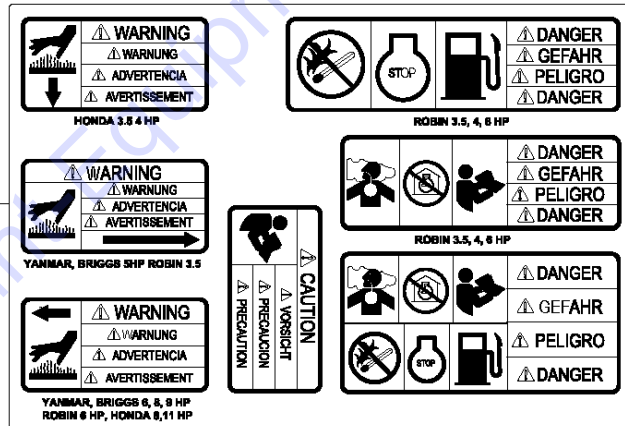 ⚠ WARNING
⚠ WARNUNG
⚠ ADVERTENCIA
⚠ AVERTISSEMENT
HONDA 3.5 4 HP
⚠ WARNING
⚠ WARNUNG
⚠ ADVERTENCIA
⚠ AVERTISSEMENT
YANMAR, BRIGGS 5HP ROBIN 3.5
⚠ WARNING
⚠ WARNUNG
⚠ ADVERTENCIA
⚠ AVERTISSEMENT
YANMAR, BRIGGS 6, 8, 9 HP
ROBIN 6 HP, HONDA 8,11 HP
⚠ CAUTION
⚠ VORSICHT
⚠ PRECAUCION
⚠ PRECAUTION
STOP
⚠ DANGER
⚠ GEFAHR
⚠ PELIGRO
⚠ DANGER
ROBIN 3.5, 4, 6 HP
⚠ DANGER
⚠ GEFAHR
⚠ PELIGRO
⚠ DANGER
ROBIN 3.5, 4, 6 HP
STOP
⚠ DANGER
⚠ GEFAHR
⚠ PELIGRO
⚠ DANGER